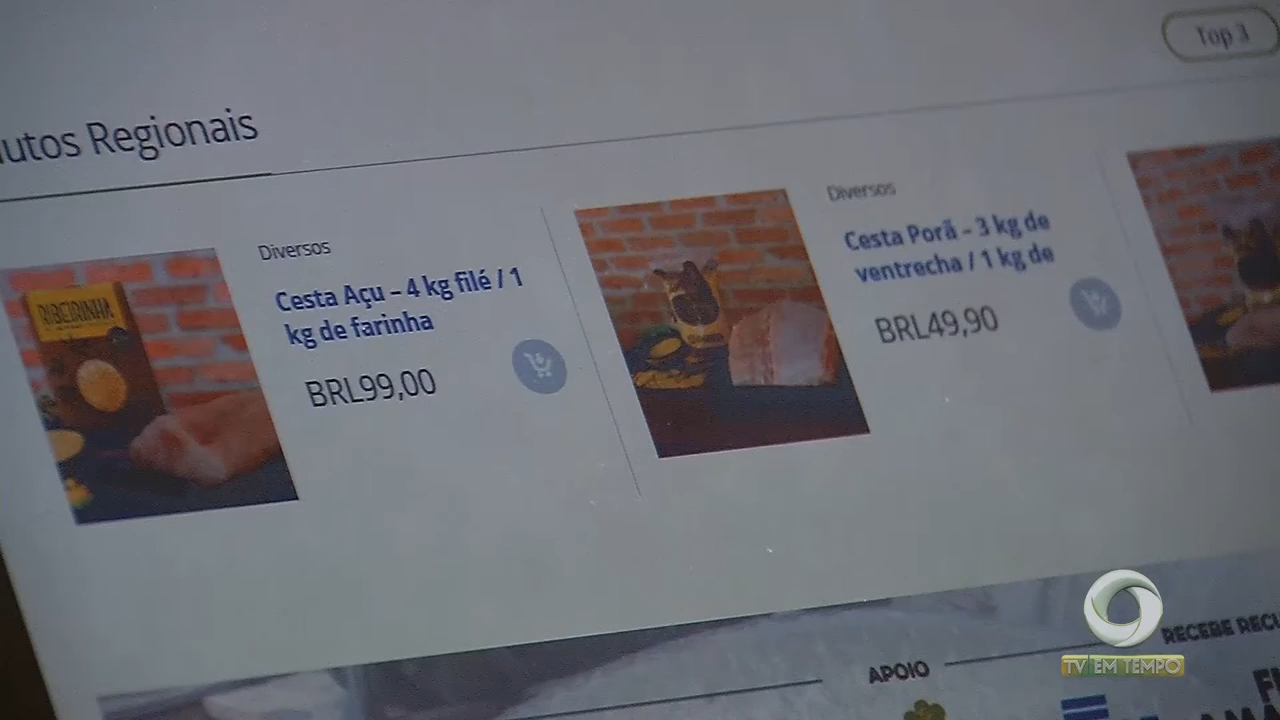 Top 3
utos Regionais
Diversos
Cesta Açu – 4 kg filé / 1
kg de farinha
BRL99,00
RIBEIRINHA
Diversos
Cesta Porã – 3 kg de
ventrecha / 1 kg de
BRL49,90
APOIO
RECEBE RECU
TV EM TEMPO